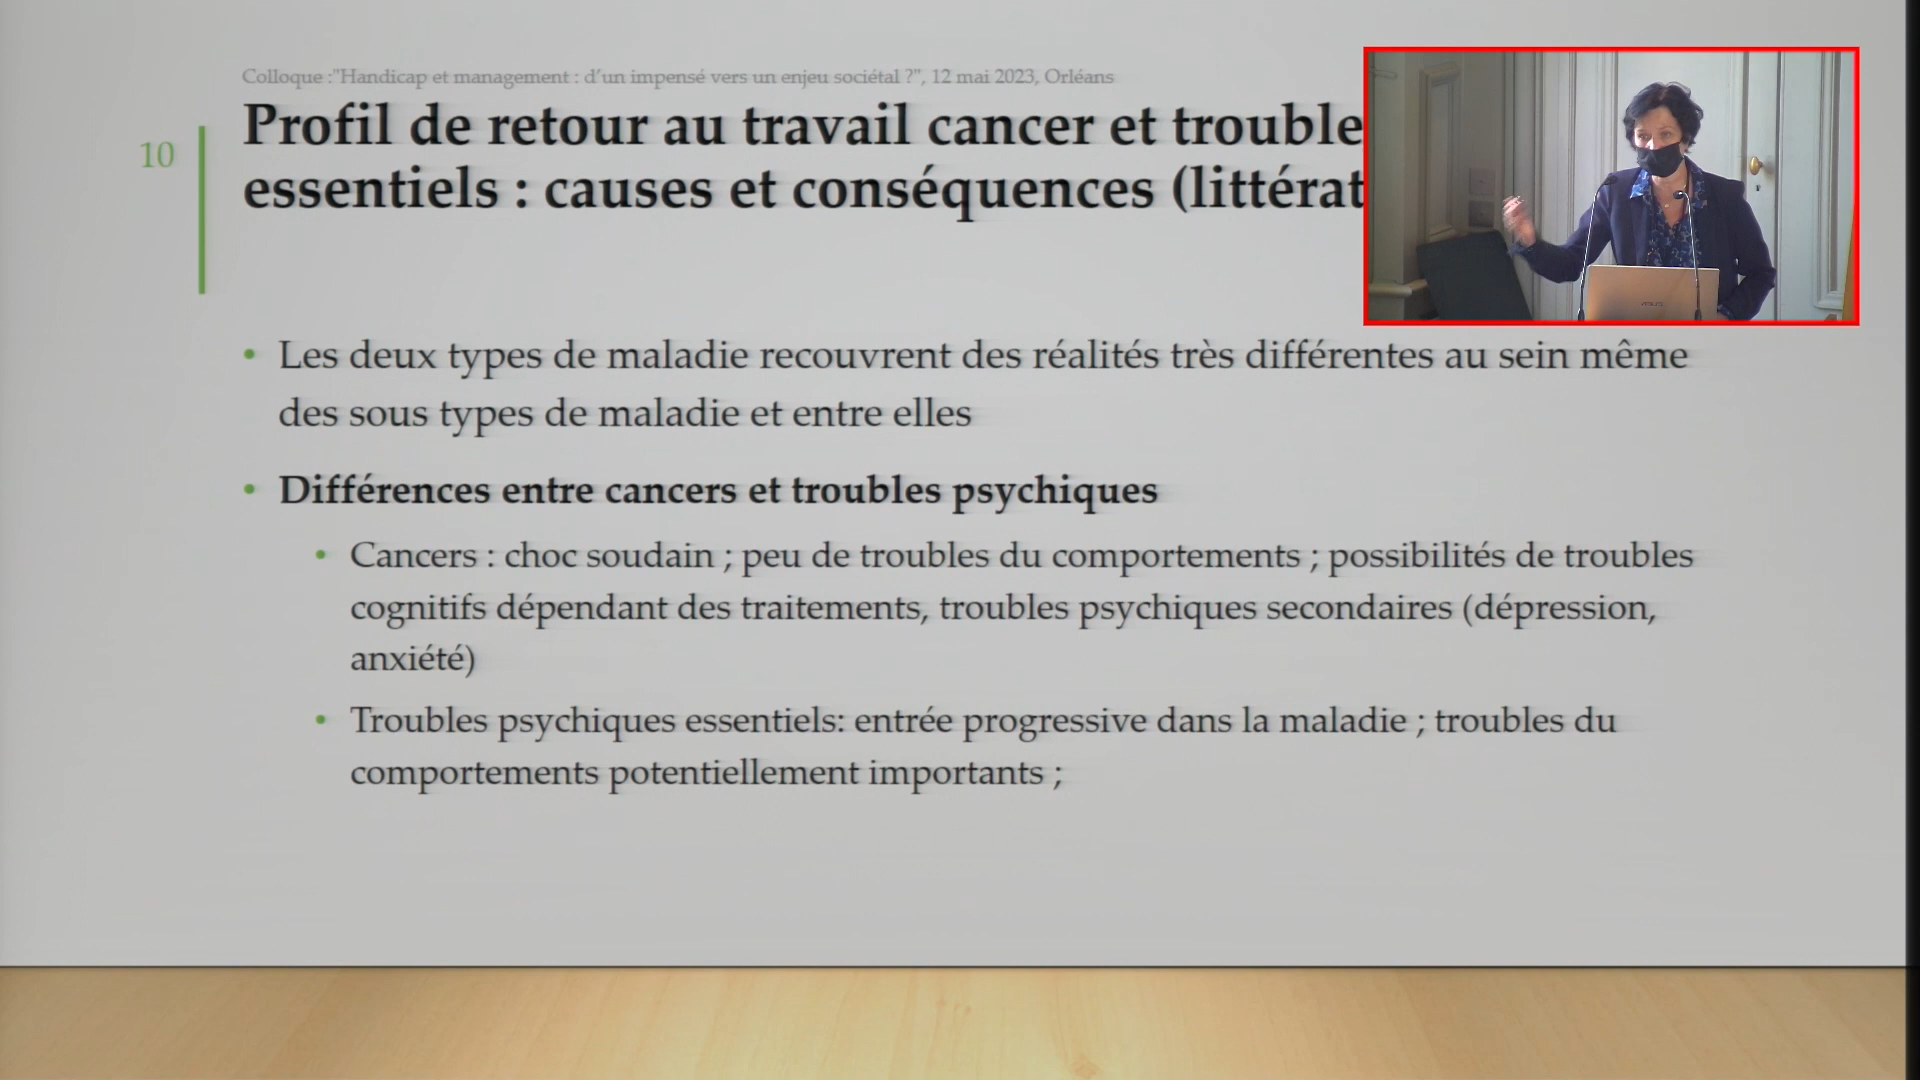 Colloque :"Handicap et management : d’un impensé vers un enjeu sociétal ?", 12 mai 2023, Orléans
10
Profil de retour au travail cancer et trouble
essentiels : causes et conséquences (littérat
• Les deux types de maladie recouvrent des réalités très différentes au sein même
des sous types de maladie et entre elles
• Différences entre cancers et troubles psychiques
• Cancers : choc soudain ; peu de troubles du comportements ; possibilités de troubles
cognitifs dépendant des traitements, troubles psychiques secondaires (dépression,
anxiété)
• Troubles psychiques essentiels: entrée progressive dans la maladie ; troubles du
comportements potentiellement importants ;